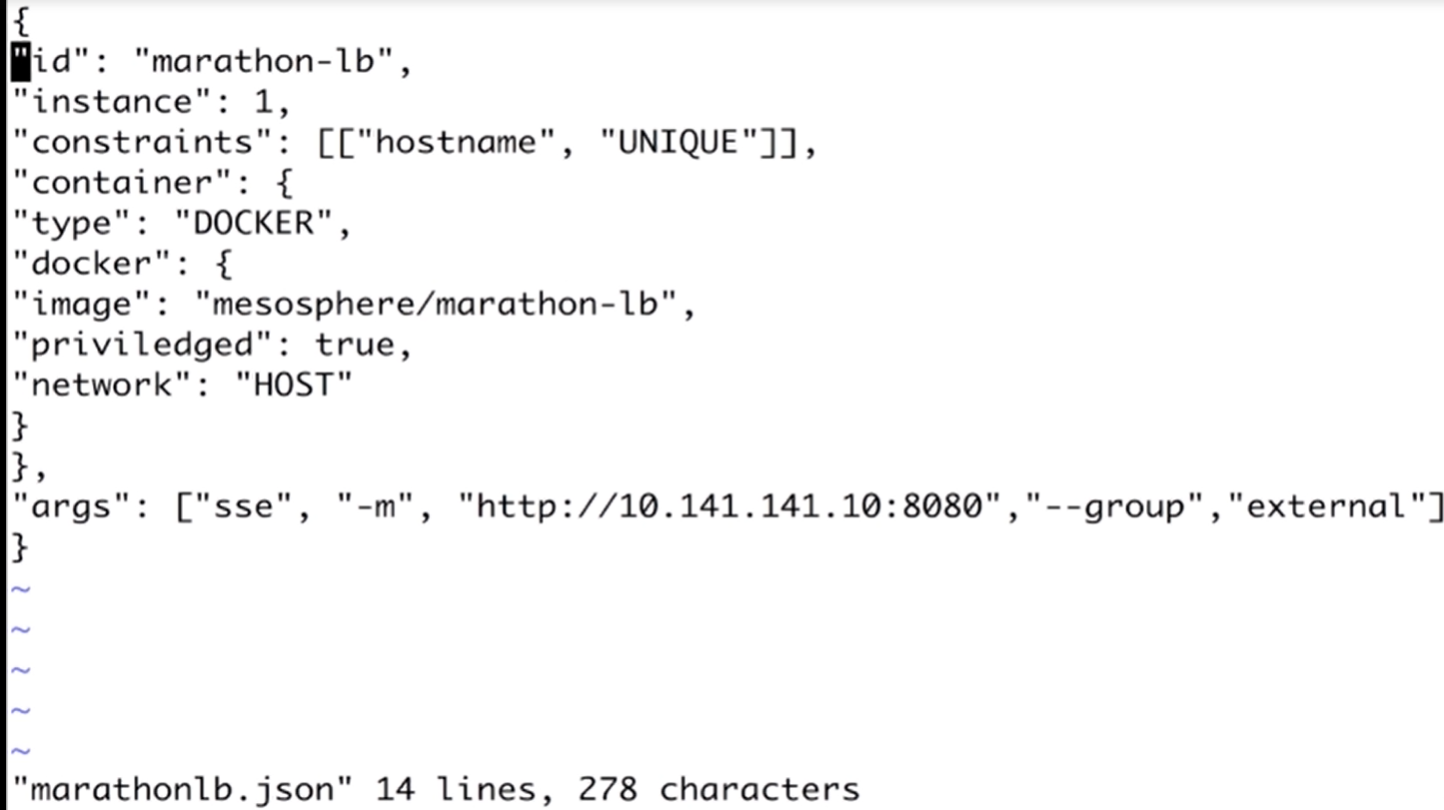 {
"id": "marathon-lb",
"instance": 1,
"constraints": [["hostname", "UNIQUE"]],
"container": {
"type": "DOCKER",
"docker": {
"image": "mesosphere/marathon-lb",
"priviledged": true,
"network": "HOST"
}
},
"args": ["sse", "-m", "http://10.141.141.10:8080","--group","external"]
}
~
~
~
~
~
"marathonlb.json" 14 lines, 278 characters